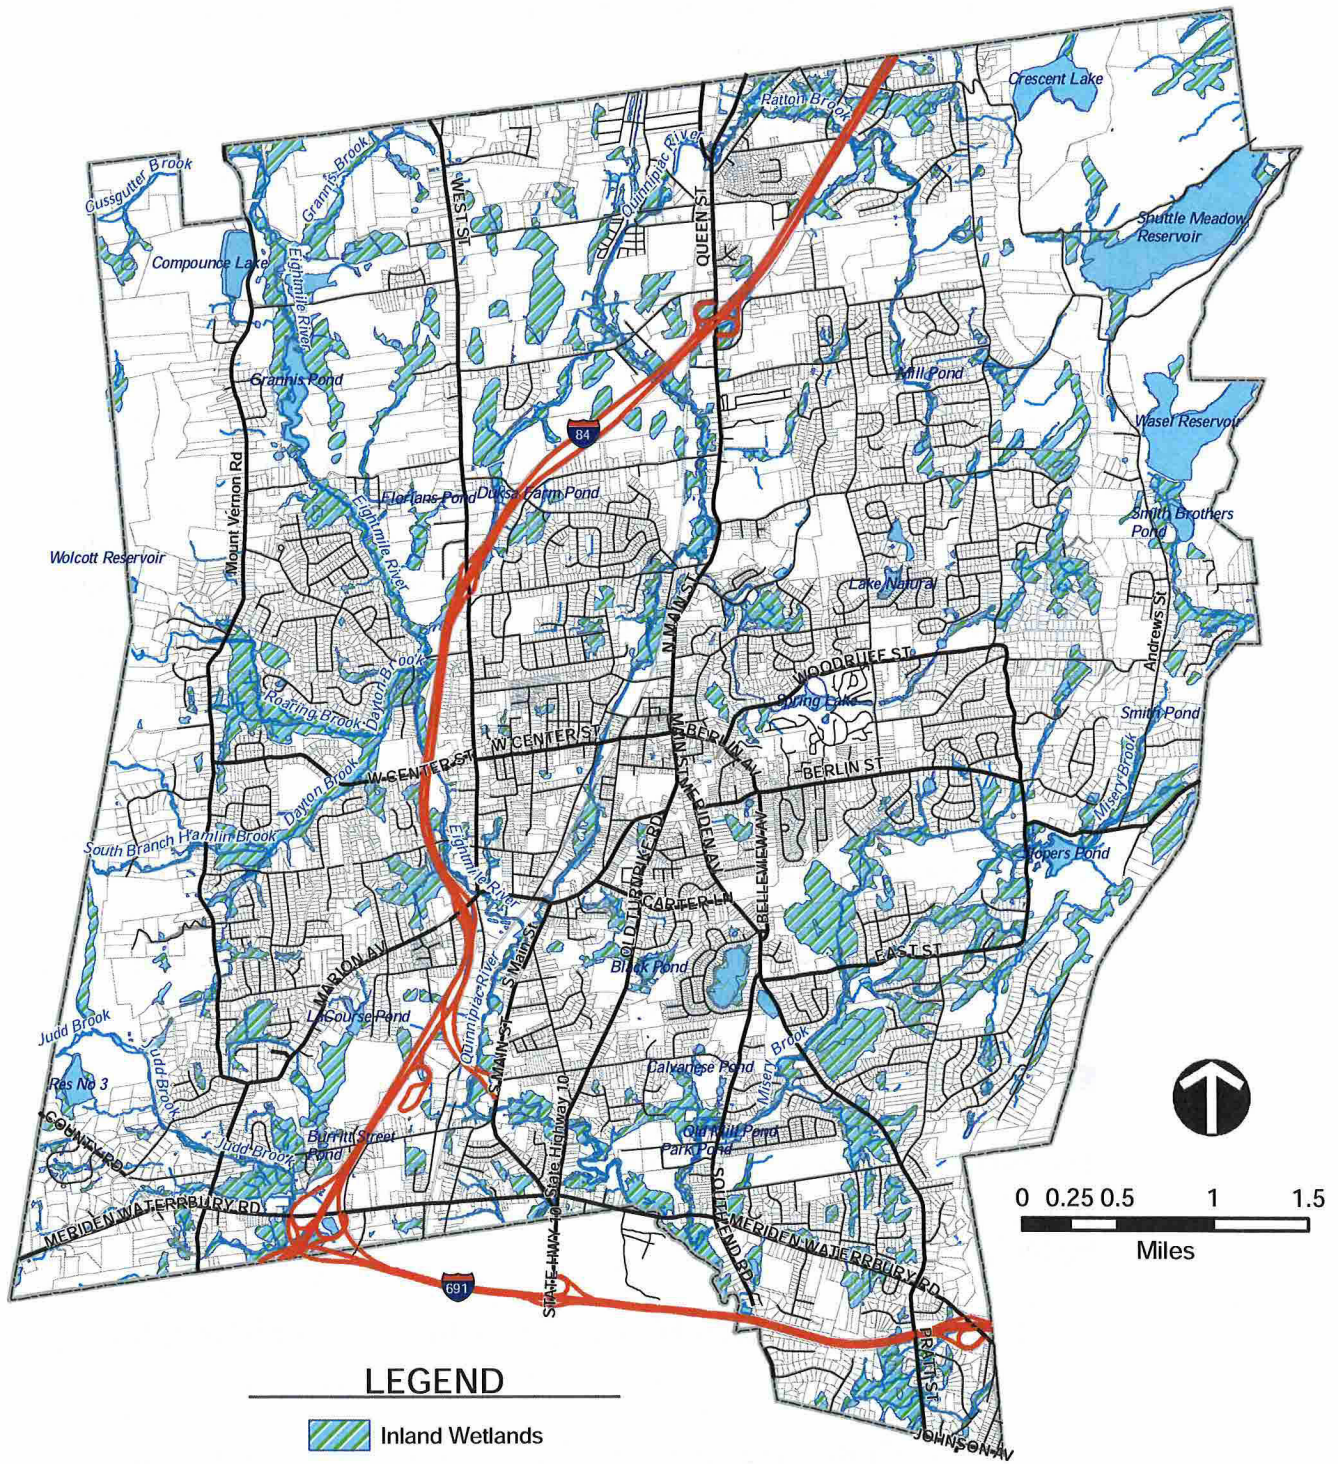 Crescent Lake
Patton Brook
Cussgutter Brook
Grannis Brook
Quinnipiac River
WEST ST
QUEEN ST
Shuttle Meadow
Reservoir
Compounce Lake
Eightmile River
Grannis Pond
Mill Pond
Wasel Reservoir
84
Mount Vernon Rd
Florians Pond
Duksa Farm Pond
Eightmile River
Smith Brothers
Pond
Wolcott Reservoir
Lake Natural
N MAIN ST
Andrews St
WOODRUFF ST
Dayton Brook
Roaring Brook
Spring Lake
Smith Pond
W CENTER ST
W CENTER ST
MAIN ST
BERLIN AV
BERLIN ST
Dayton Brook
MERIDEN AV
Misery Brook
South Branch Hamlin Brook
Eightmile River
OLD TURNPIKE RD
BELLEVIEW AV
Slopers Pond
CARTER LN
MARION AV
S Main St
EAST ST
Black Pond
Quinnipiac River
LaCourse Pond
Judd Brook
Judd Brook
S MAIN ST
Misery Brook
Calvanese Pond
Res No 3
State Highway 10
COUNTY RD
Burritt Street
Pond
Judd Brook
Old Mill Pond
Park Pond
0 0.25 0.5 1 1.5
Miles
MERIDEN WATERRBURY RD
SOUTH END RD
MERIDEN WATERRBURY RD
STATE HWY 10
691
PRATT ST
LEGEND
Inland Wetlands
JOHNSON AV